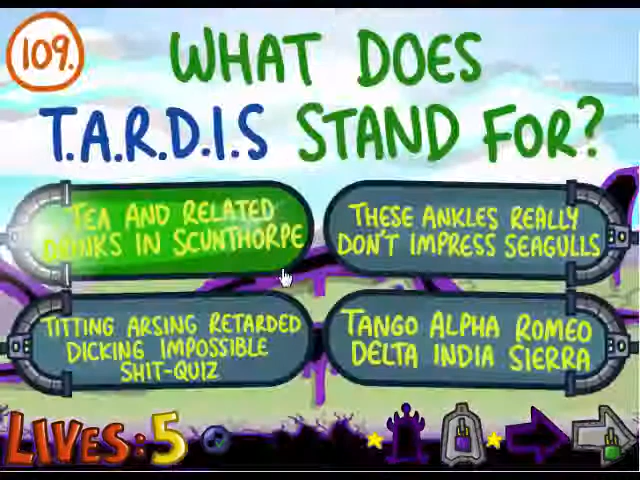 109.
WHAT DOES
T.A.R.D.I.S STAND FOR?
TEA AND RELATED
DRINKS IN SCUNTHORPE
THESE ANKLES REALLY
DON'T IMPRESS SEAGULLS
TITTING ARSING RETARDED
DICKING IMPOSSIBLE
SHIT-QUIZ
TANGO ALPHA ROMEO
DELTA INDIA SIERRA
LIVES:5